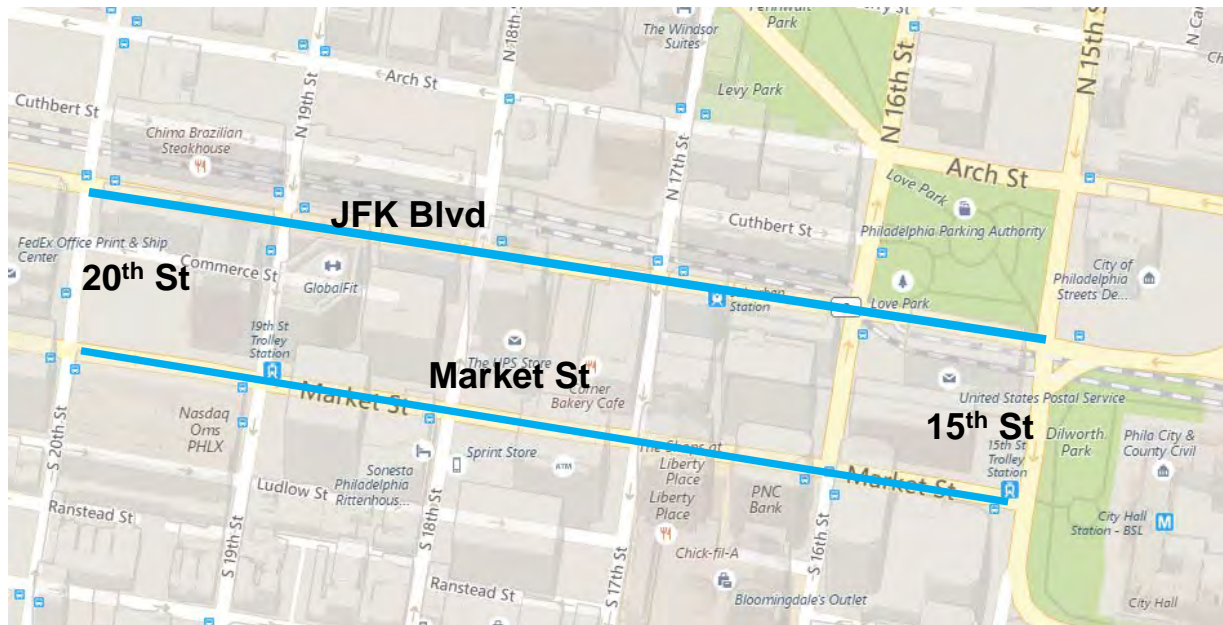 Pennwalt
Park
The Windsor
Suites
N 18th St
N 15th St
Arch St
Levy Park
N 16th St
Cuthbert St
N 19th St
Chima Brazilian
Steakhouse
N 17th St
Arch St
Love Park
JFK Blvd
Cuthbert St
Philadelphia Parking Authority
FedEx Office Print & Ship
Center
Commerce St
20th St
GlobalFit
City of
Philadelphia
Streets De...
Station
Love Park
19th St
Trolley
Station
The UPS Store
Market St
Corner
Bakery Cafe
Market St
United States Postal Service
Nasdaq
Oms
PHLX
15th St
S 20th St
Dilworth
Park
Phila City &
County Civil
The Shops at
Liberty
Place
15th St
Trolley
Station
Sprint Store
ATM
Sonesta
Philadelphia
Rittenhous...
Market St
Ludlow St
PNC
Bank
Liberty
Place
Ranstead St
City Hall
Station - BSL
M
S 19th St
S 18th St
S 16th St
Chick-fil-A
S 17th St
Ranstead St
Bloomingdale's Outlet
City Hall